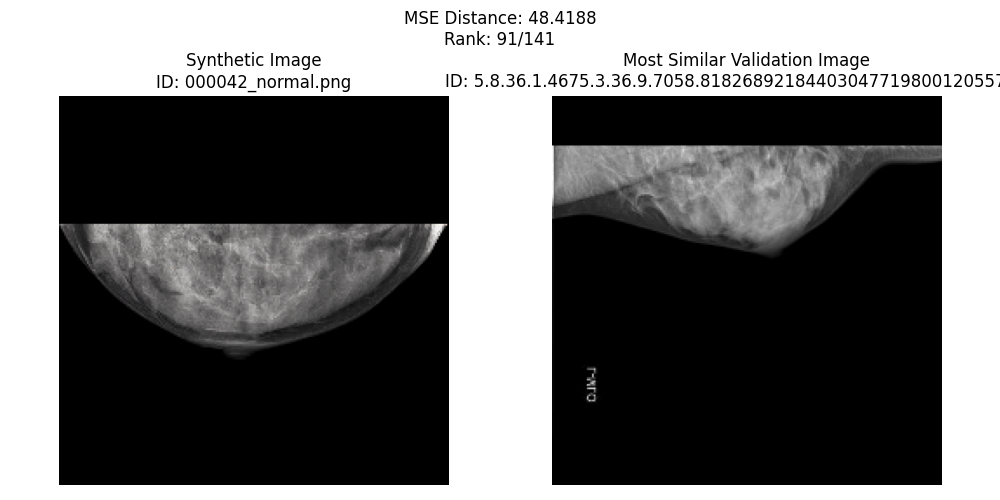 MSE Distance: 48.4188
Rank: 91/141
Synthetic Image
ID: 000042_normal.png
Most Similar Validation Image
ID: 5.8.36.1.4675.3.36.9.7058.81826892184403047719800120557